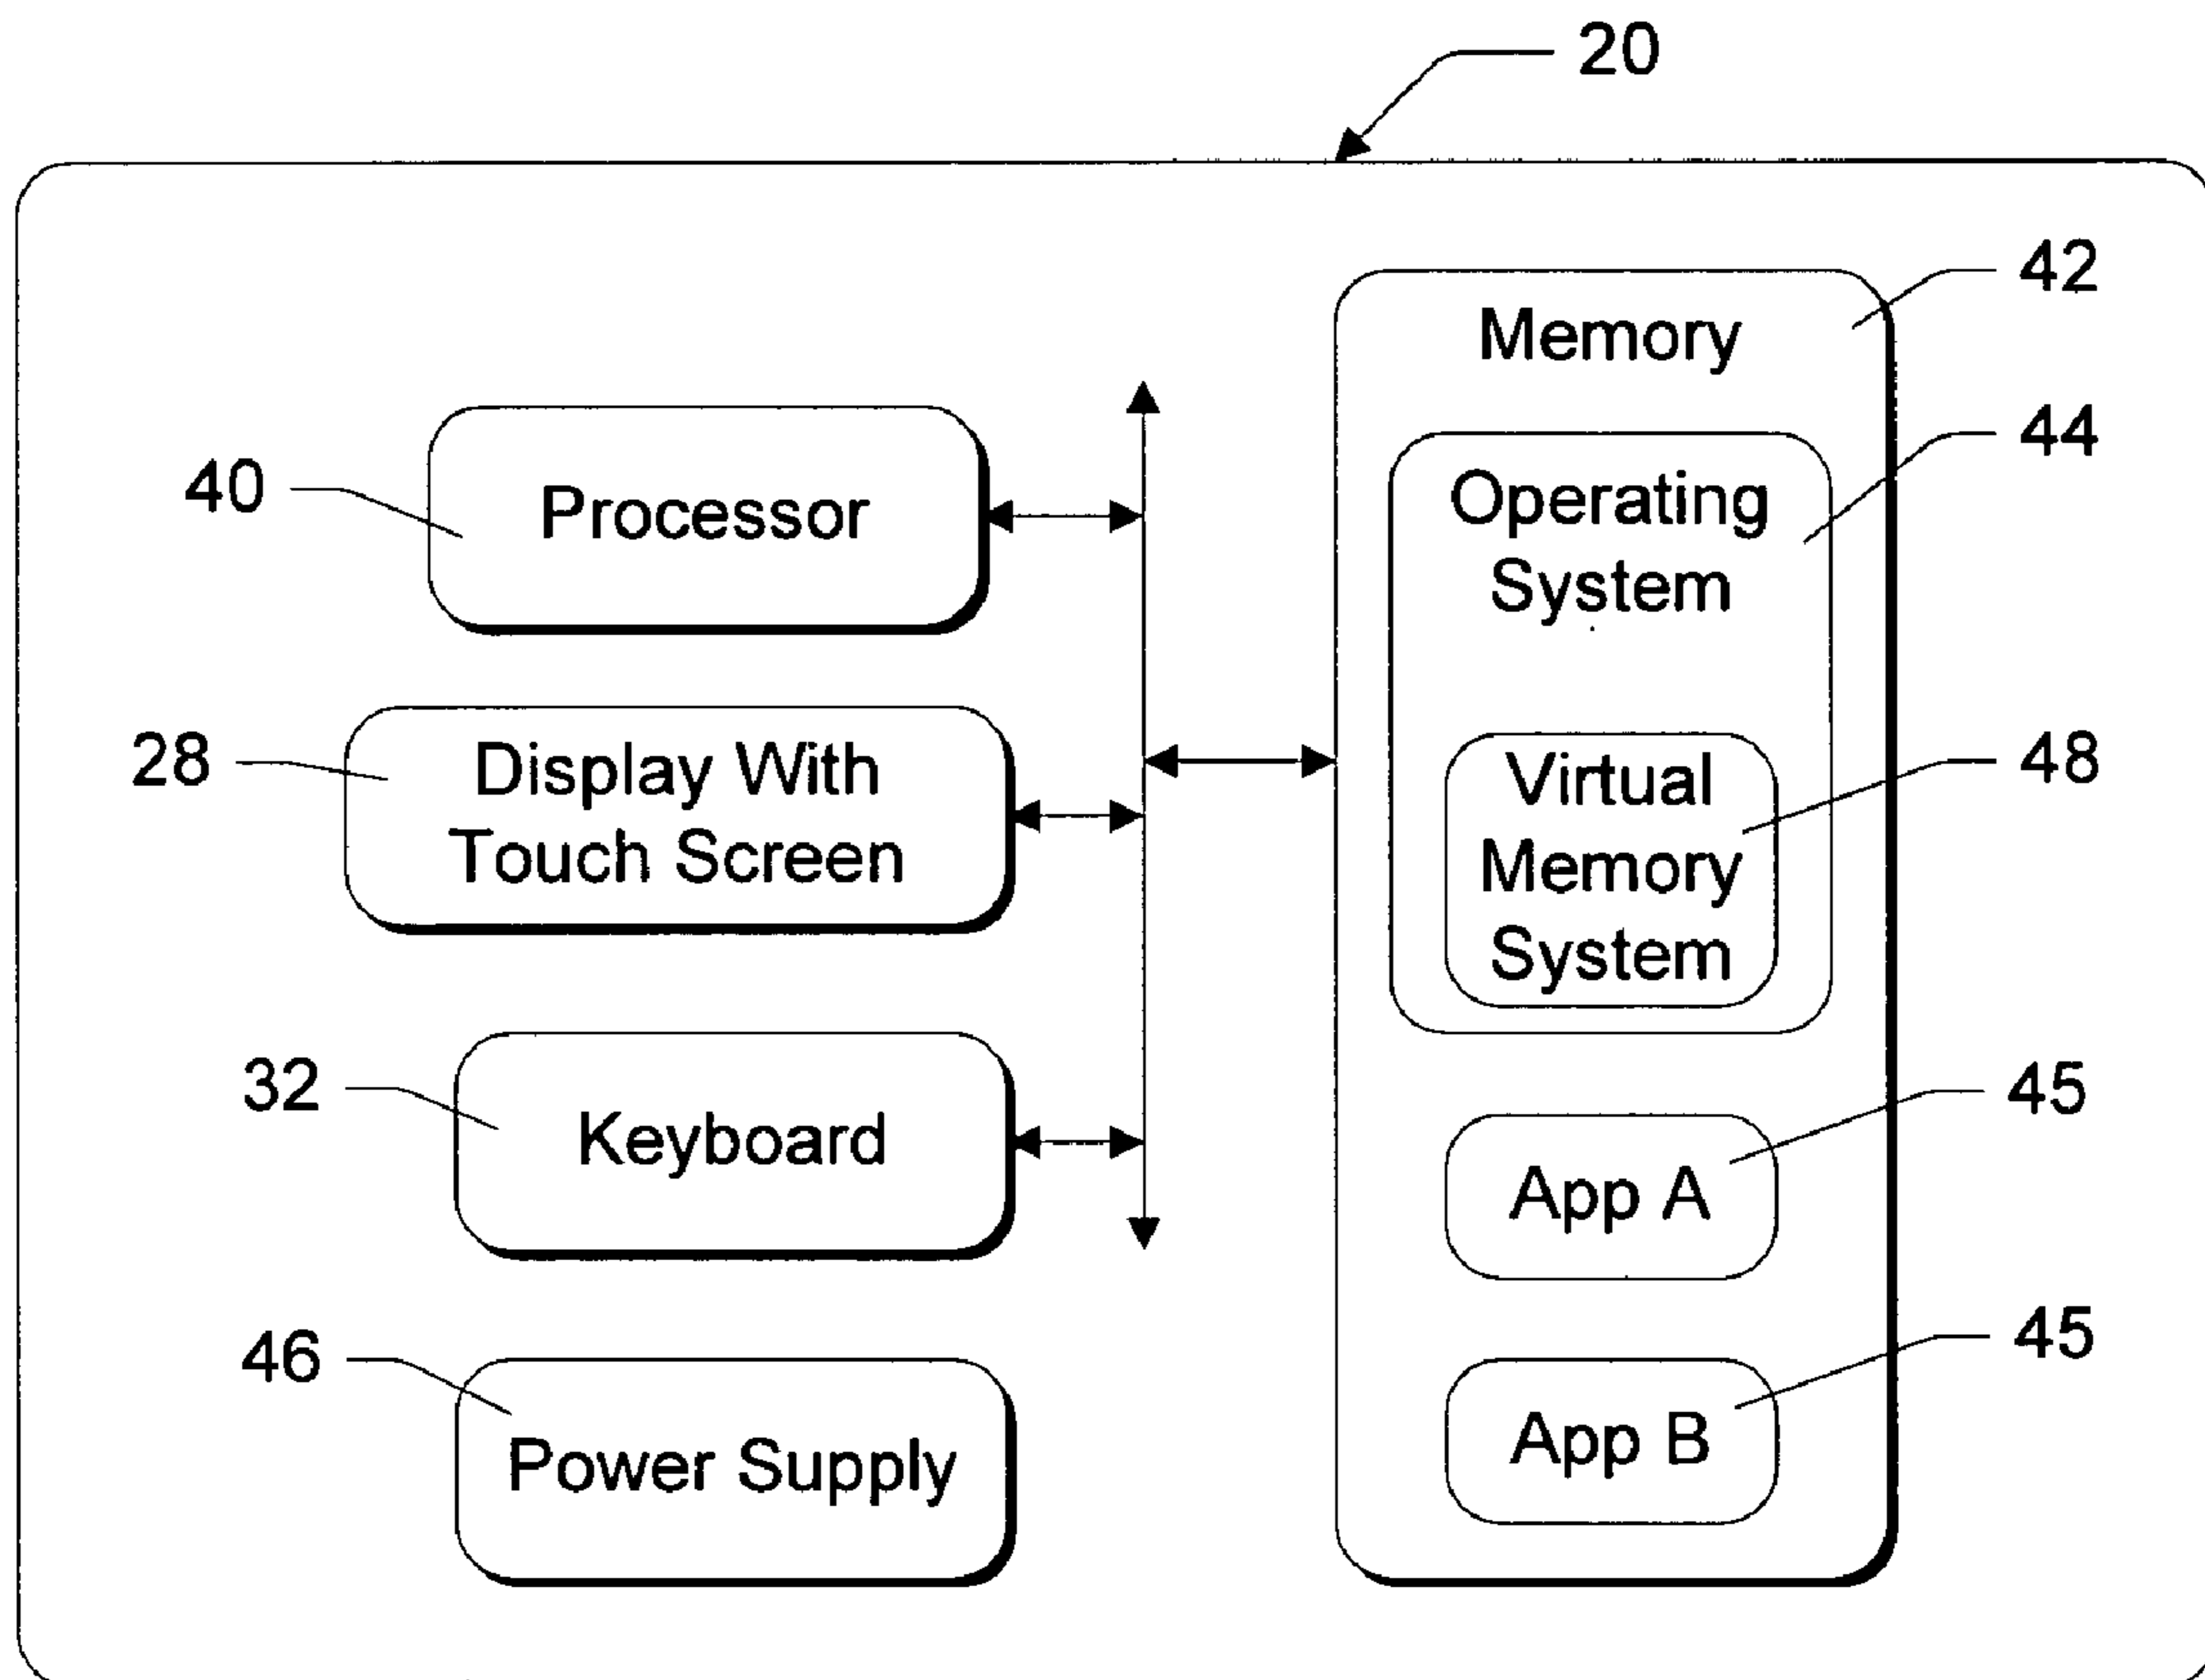 20
42
Memory
44
Operating
System
40
Processor
28
Display With
Touch Screen
48
Virtual
Memory
System
32
Keyboard
45
App A
46
Power Supply
45
App B